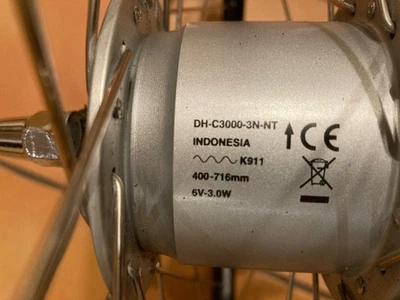 DH-C3000-3N-NT
INDONESIA
K911
400-716mm
6V-3.0W
CE